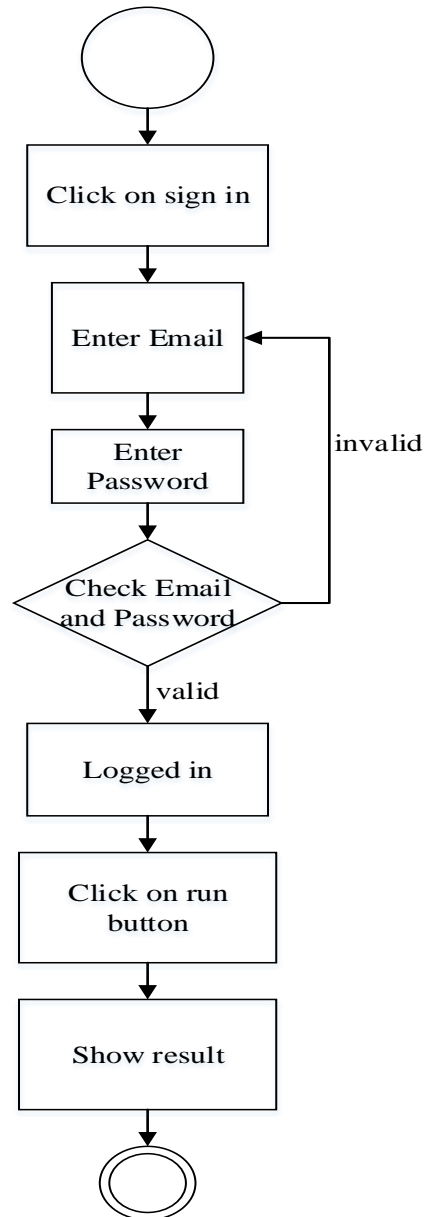 Click on sign in
Enter Email
invalid
Enter
Password
Check Email
and Password
valid
Logged in
Click on run
button
Show result